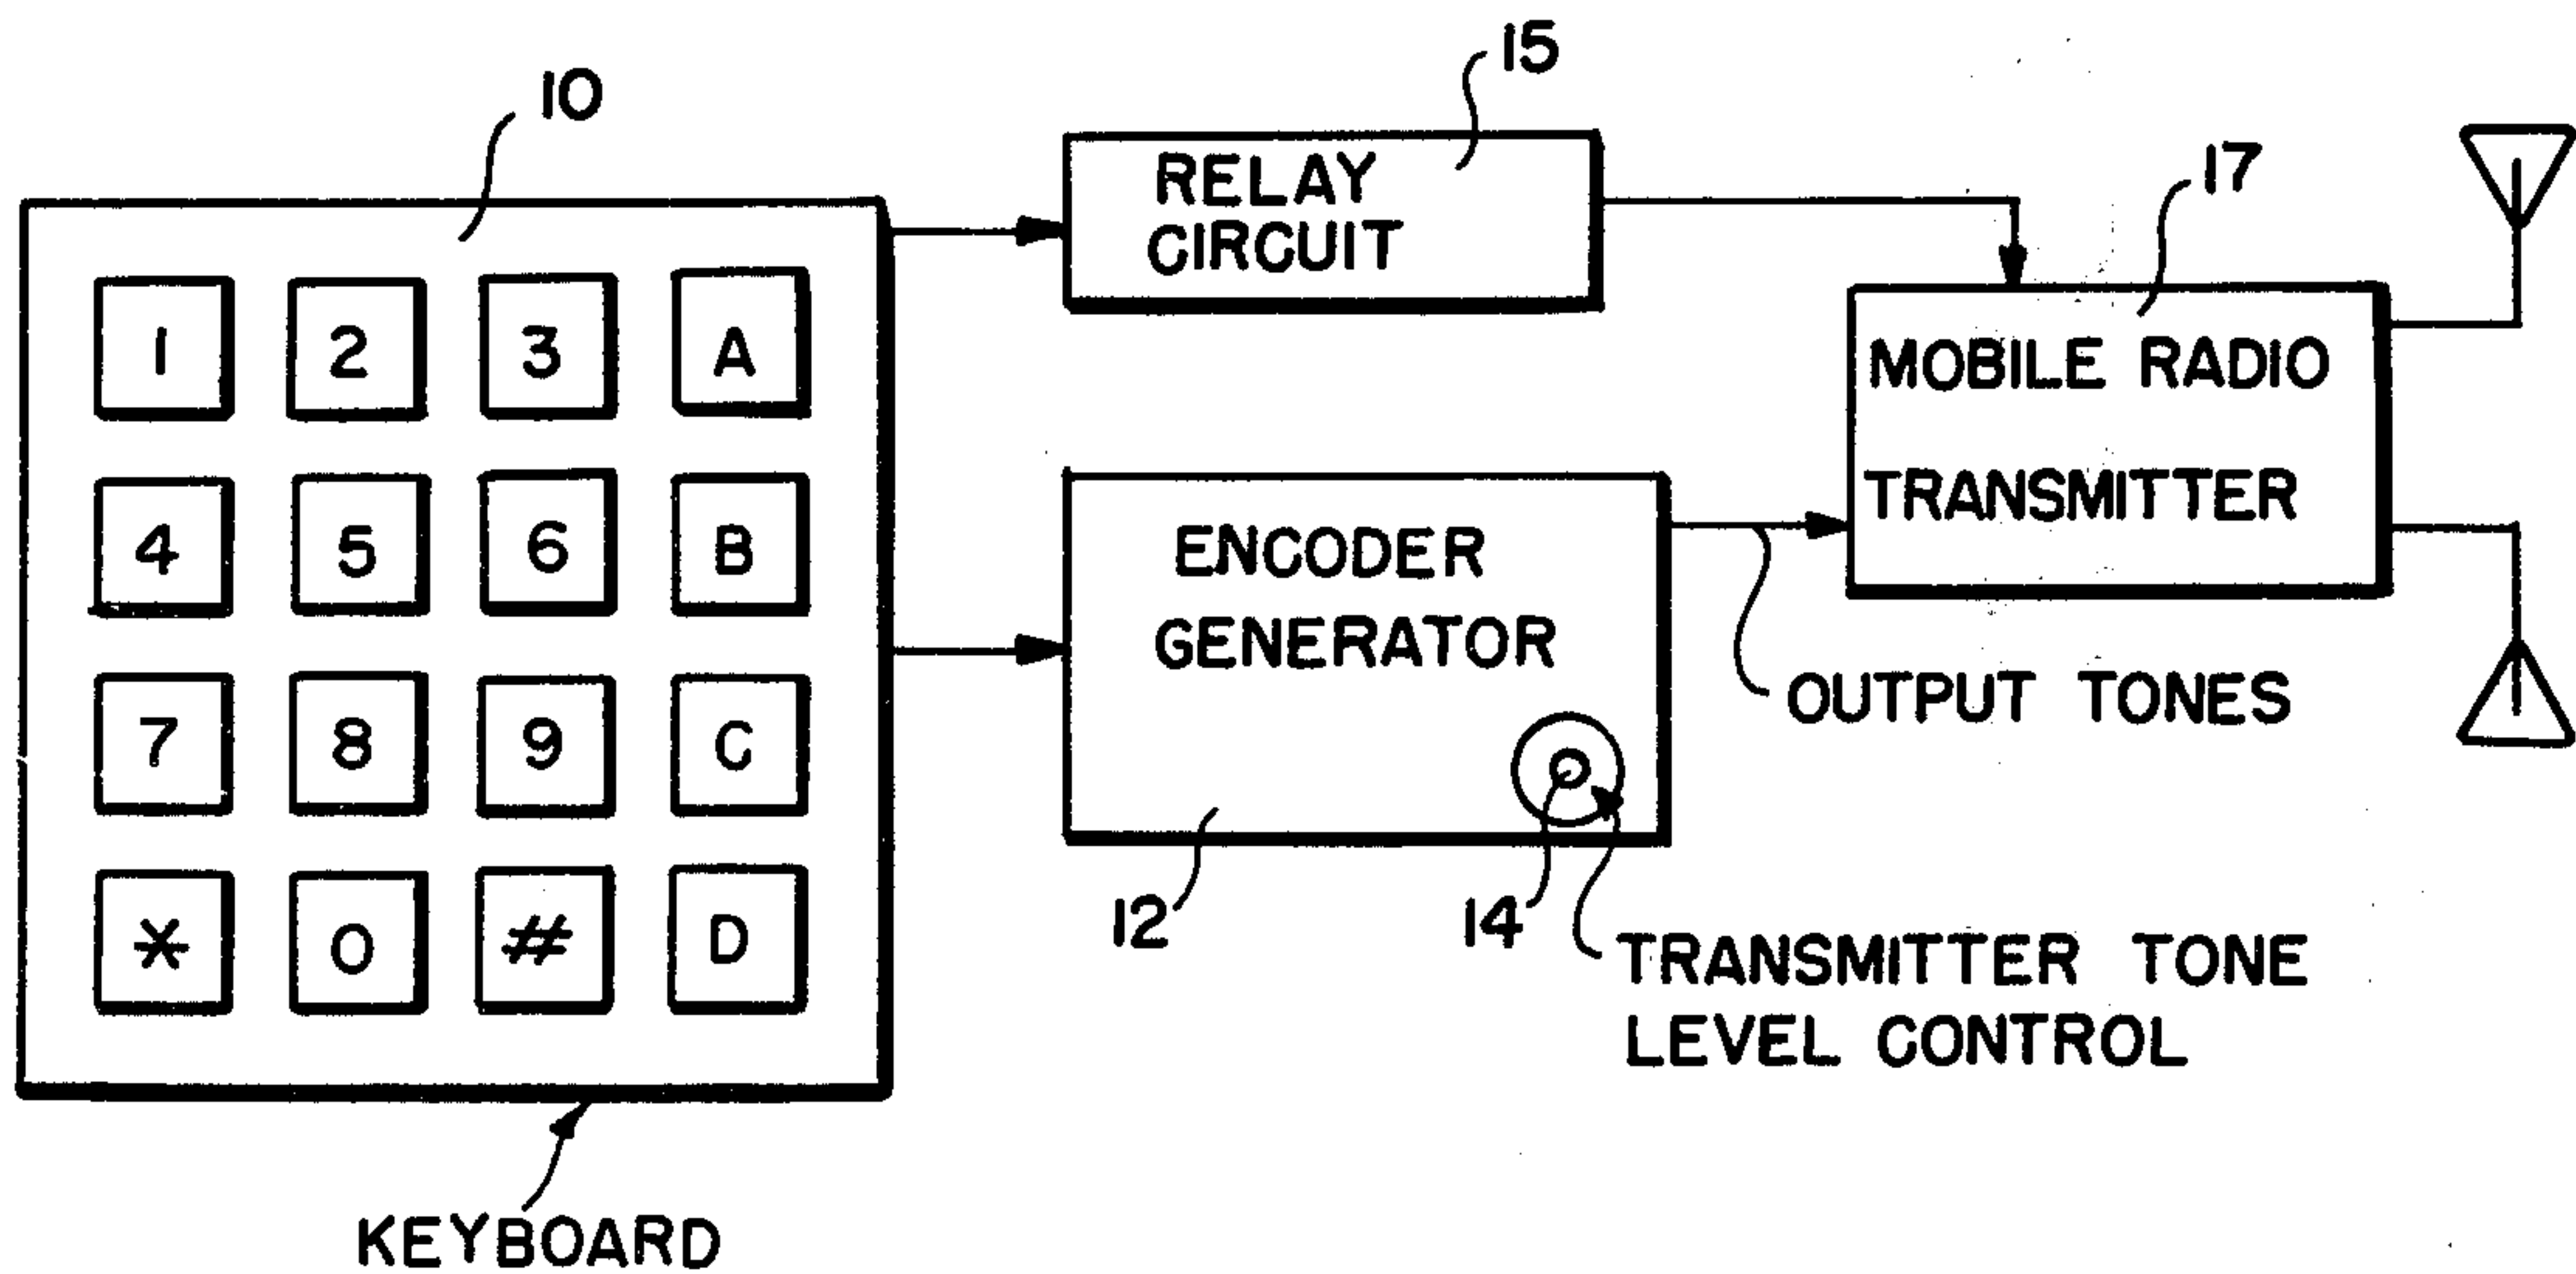 10
15
17
RELAY
CIRCUIT
1 2 3 A
MOBILE RADIO
TRANSMITTER
4 5 6 B
ENCODER
GENERATOR
OUTPUT TONES
7 8 9 C
* 0 # D
12
14
TRANSMITTER TONE
LEVEL CONTROL
KEYBOARD